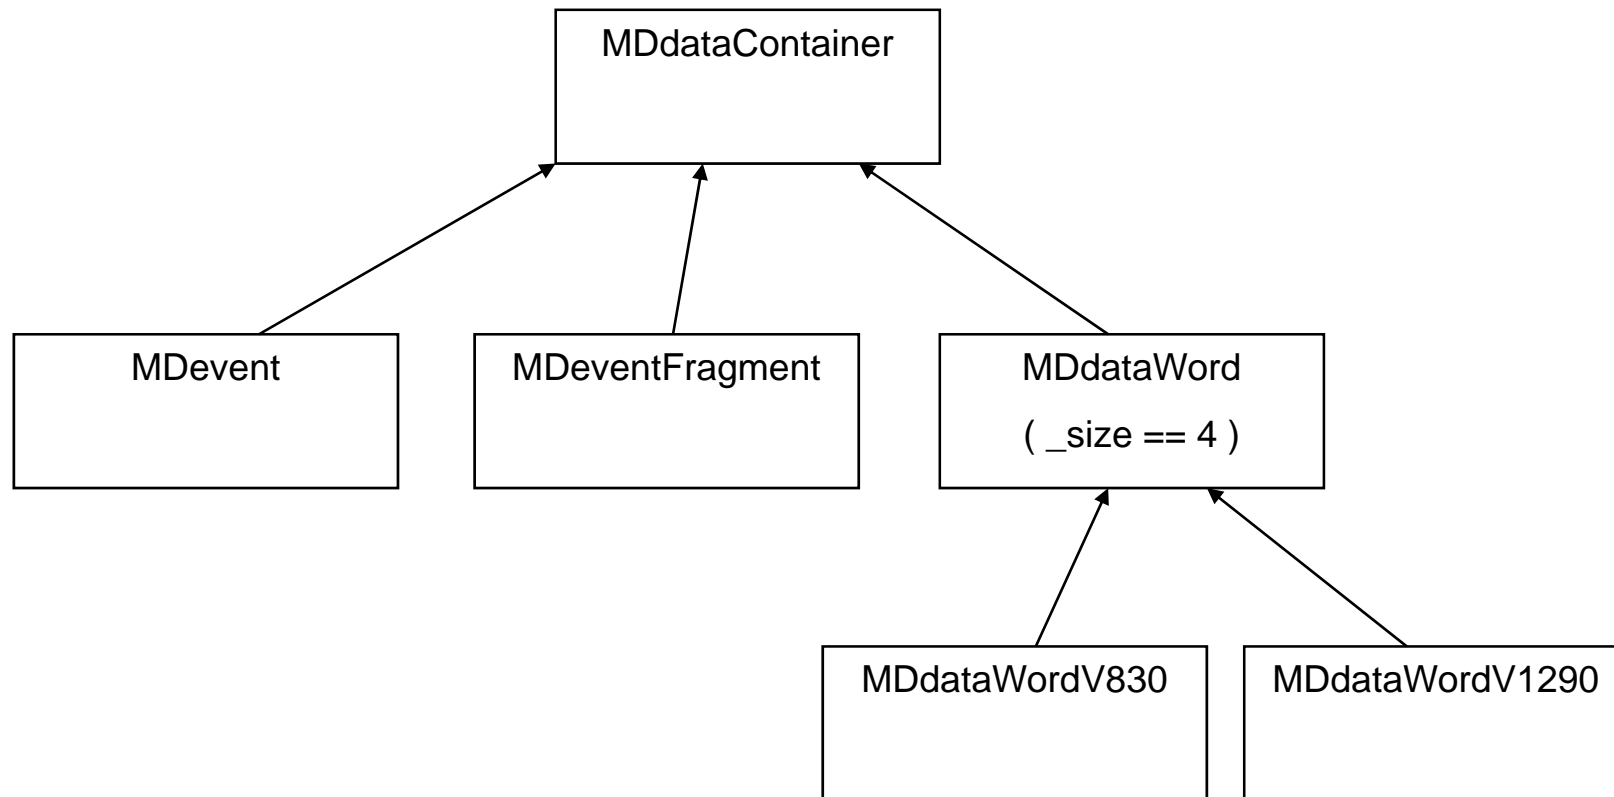 MDdataContainer
MDevent
MDeventFragment
MDdataWord
( _size == 4 )
MDdataWordV830
MDdataWordV1290